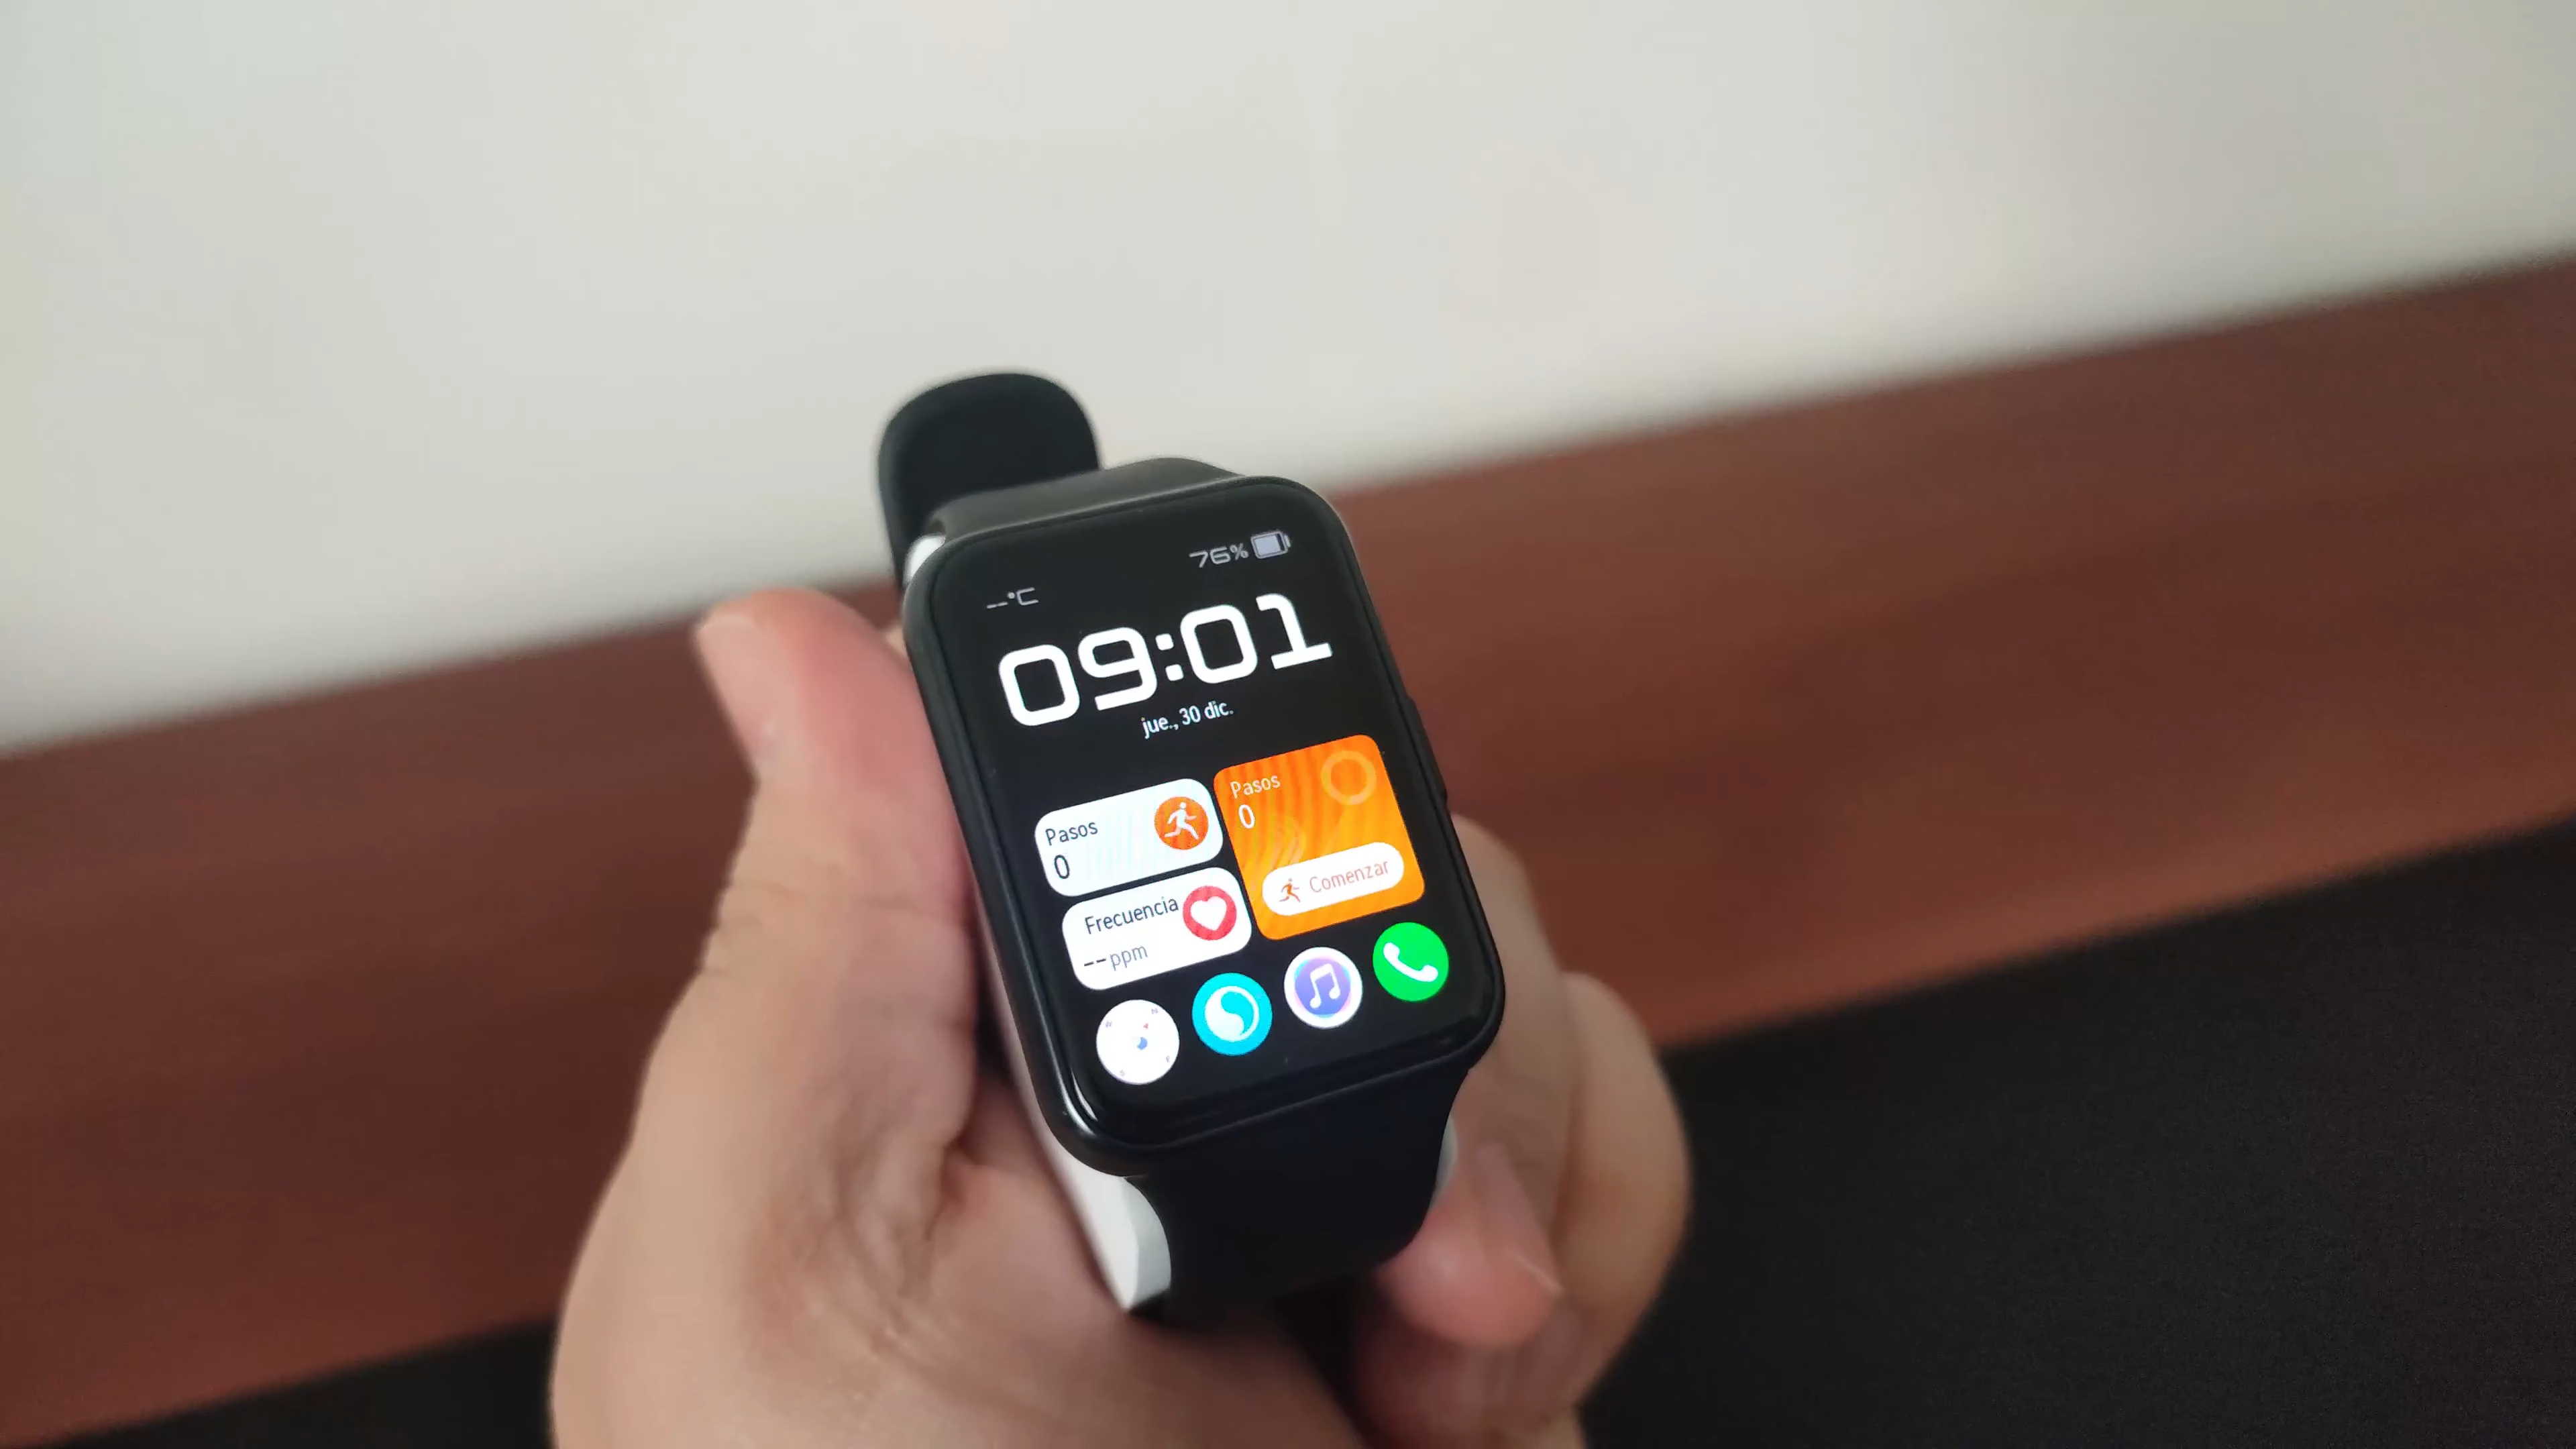 76%
--°C
09:01
jue., 30 dic.
Pasos
0
Pasos
0
Comenzar
Frecuencia
--ppm